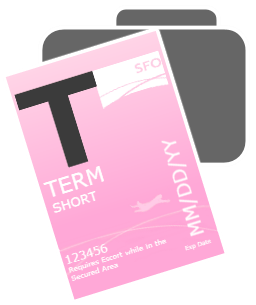 SFO
T
TERM
SHORT
MM/DD/YY
123456
Requires Escort while in the
Secured Area
Exp Date